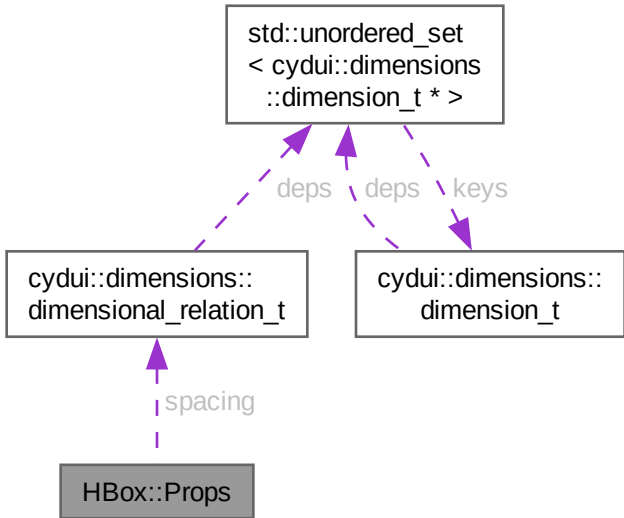 std::unordered_set
< cydui::dimensions
::dimension_t * >
deps
deps
keys
cydui::dimensions::
dimensional_relation_t
cydui::dimensions::
dimension_t
spacing
HBox::Props